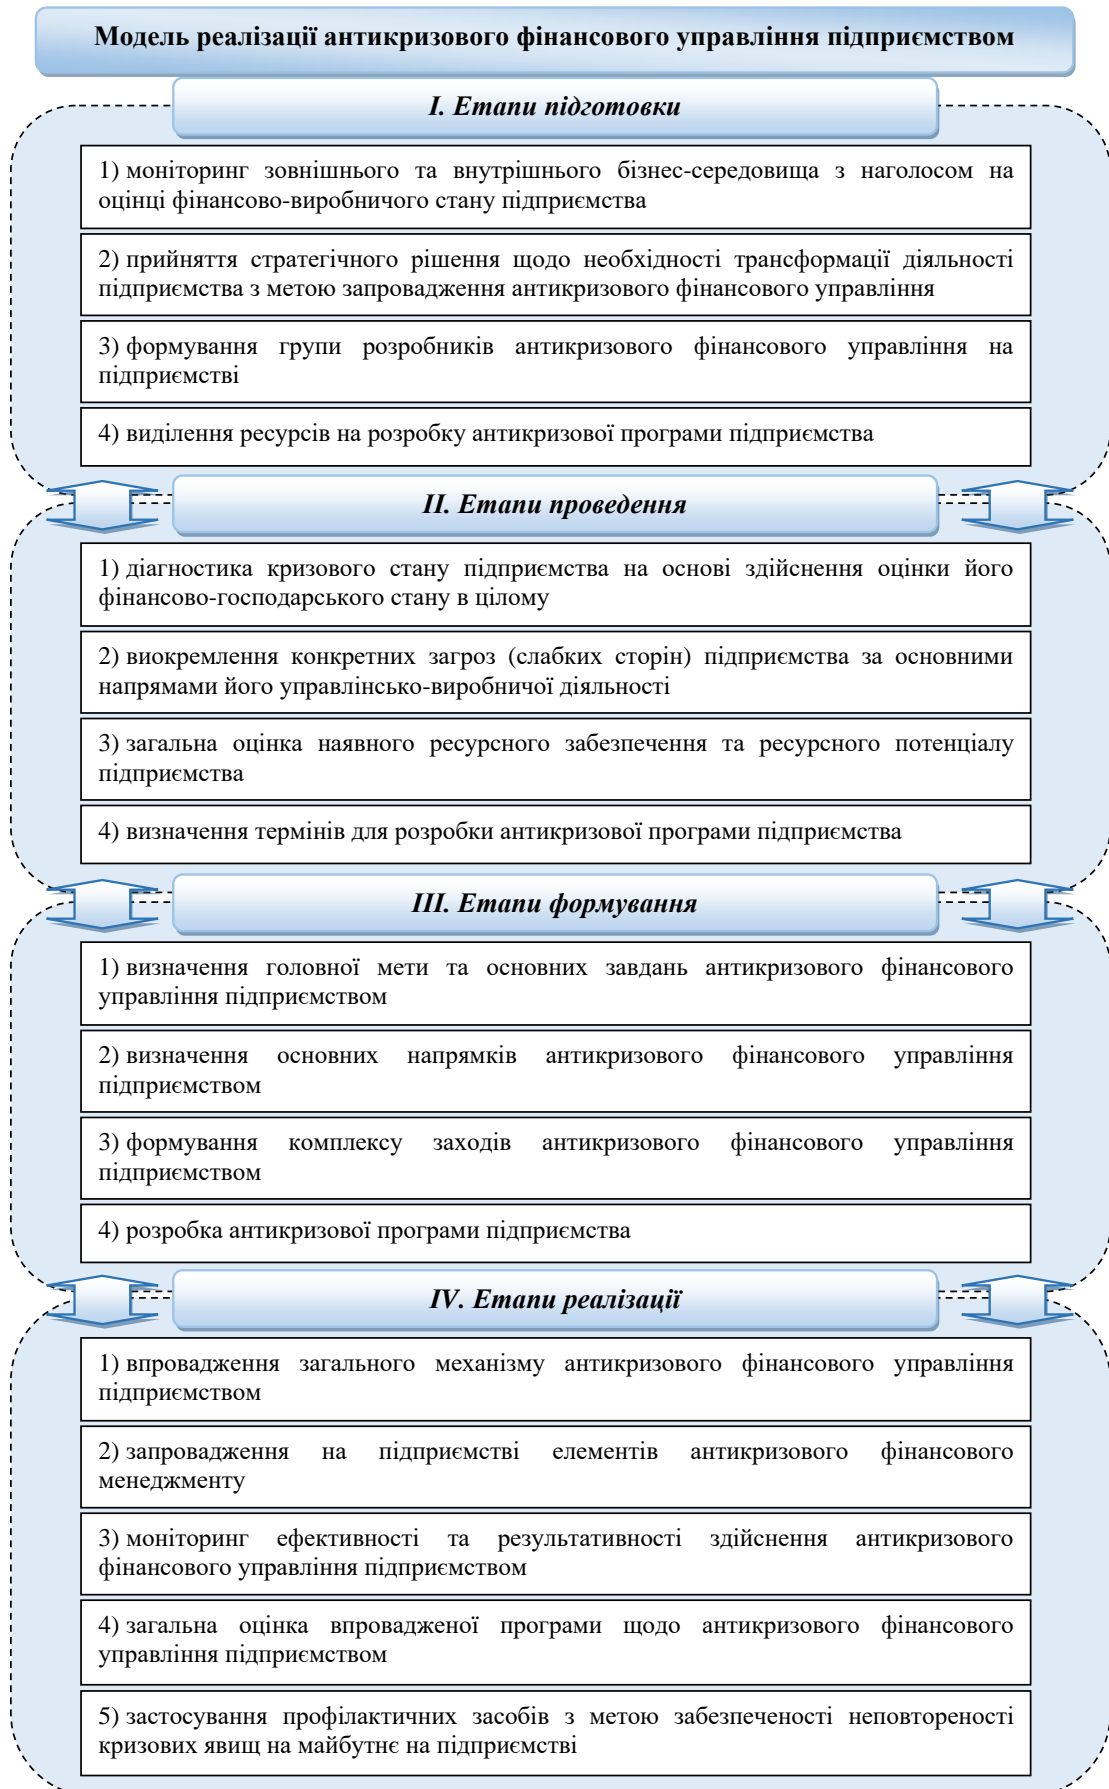 Модель реалізації антикризового фінансового управління підприємством
I. Етапи підготовки
1) моніторинг зовнішнього та внутрішнього бізнес-середовища з наголосом на
оцінці фінансово-виробничого стану підприємства
2) прийняття стратегічного рішення щодо необхідності трансформації діяльності
підприємства з метою запровадження антикризового фінансового управління
3) формування групи розробників антикризового фінансового управління на
підприємстві
4) виділення ресурсів на розробку антикризової програми підприємства
II. Етапи проведення
1) діагностика кризового стану підприємства на основі здійснення оцінки його
фінансово-господарського стану в цілому
2) виокремлення конкретних загроз (слабких сторін) підприємства за основними
напрямами його управлінсько-виробничої діяльності
3) загальна оцінка наявного ресурсного забезпечення та ресурсного потенціалу
підприємства
4) визначення термінів для розробки антикризової програми підприємства
III. Етапи формування
1) визначення головної мети та основних завдань антикризового фінансового
управління підприємством
2) визначення основних напрямків антикризового фінансового управління
підприємством
3) формування комплексу заходів антикризового фінансового управління
підприємством
4) розробка антикризової програми підприємства
IV. Етапи реалізації
1) впровадження загального механізму антикризового фінансового управління
підприємством
2) запровадження на підприємстві елементів антикризового фінансового
менеджменту
3) моніторинг ефективності та результативності здійснення антикризового
фінансового управління підприємством
4) загальна оцінка впровадженої програми щодо антикризового фінансового
управління підприємством
5) застосування профілактичних засобів з метою забезпеченості неповтореності
кризових явищ на майбутнє на підприємстві